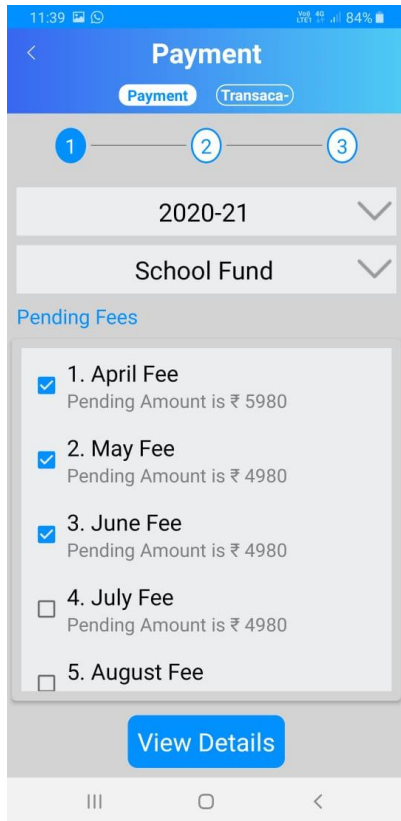 11:39 84%
Payment
Payment Transaca-)
1 2 3
2020-21
School Fund
Pending Fees
1. April Fee
Pending Amount is ₹ 5980
2. May Fee
Pending Amount is ₹ 4980
3. June Fee
Pending Amount is ₹ 4980
4. July Fee
Pending Amount is ₹ 4980
5. August Fee
View Details